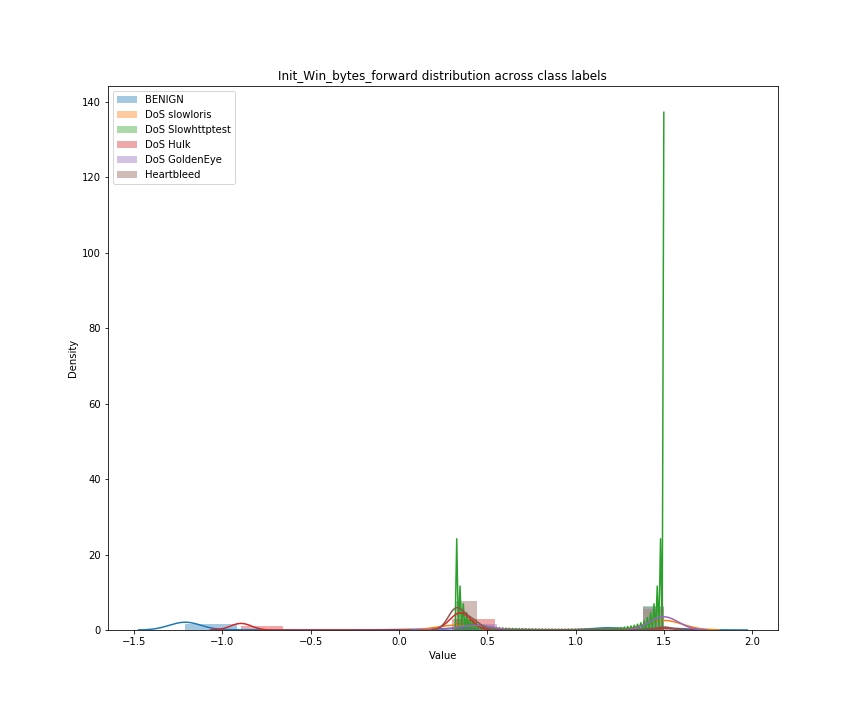 Init_Win_bytes_forward distribution across class labels
140
120
100
80
60
40
20
0
Density
BENIGN
DoS slowloris
DoS Slowhttptest
DoS Hulk
DoS GoldenEye
Heartbleed
−1.5 −1.0 −0.5 0.0 0.5 1.0 1.5 2.0
Value